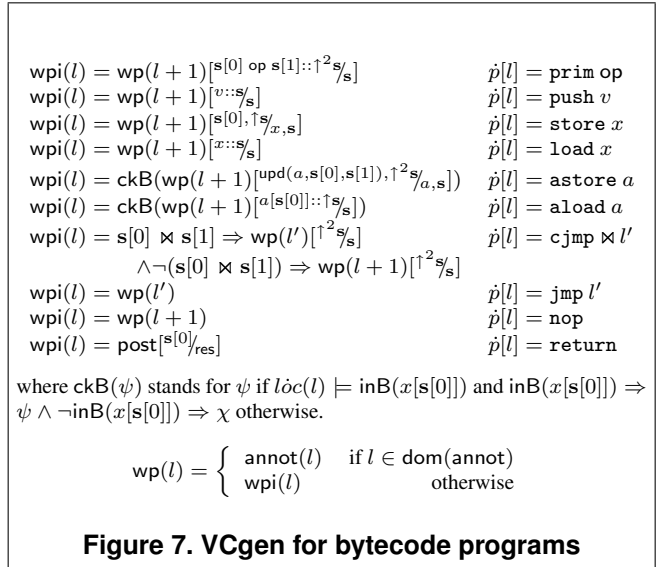 wpi(l) = wp(l + 1)[s[0] op s[1]::↑²s/s] ṗ[l] = prim op
wpi(l) = wp(l + 1)[v::s/s] ṗ[l] = push v
wpi(l) = wp(l + 1)[s[0],↑s/x,s] ṗ[l] = store x
wpi(l) = wp(l + 1)[x::s/s] ṗ[l] = load x
wpi(l) = ckB(wp(l + 1)[upd(a,s[0],s[1]),↑²s/a,s]) ṗ[l] = astore a
wpi(l) = ckB(wp(l + 1)[a[s[0]]::↑s/s]) ṗ[l] = aload a
wpi(l) = s[0] ⋈ s[1] ⇒ wp(l′)[↑²s/s] ṗ[l] = cjmp ⋈ l′
∧¬(s[0] ⋈ s[1]) ⇒ wp(l + 1)[↑²s/s]
wpi(l) = wp(l′) ṗ[l] = jmp l′
wpi(l) = wp(l + 1) ṗ[l] = nop
wpi(l) = post[s[0]/res] ṗ[l] = return
where ckB(ψ) stands for ψ if lȯc(l) ⊨ inB(x[s[0]]) and inB(x[s[0]]) ⇒
ψ ∧ ¬inB(x[s[0]]) ⇒ χ otherwise.
wp(l) = { annot(l) if l ∈ dom(annot)
wpi(l) otherwise
Figure 7. VCgen for bytecode programs